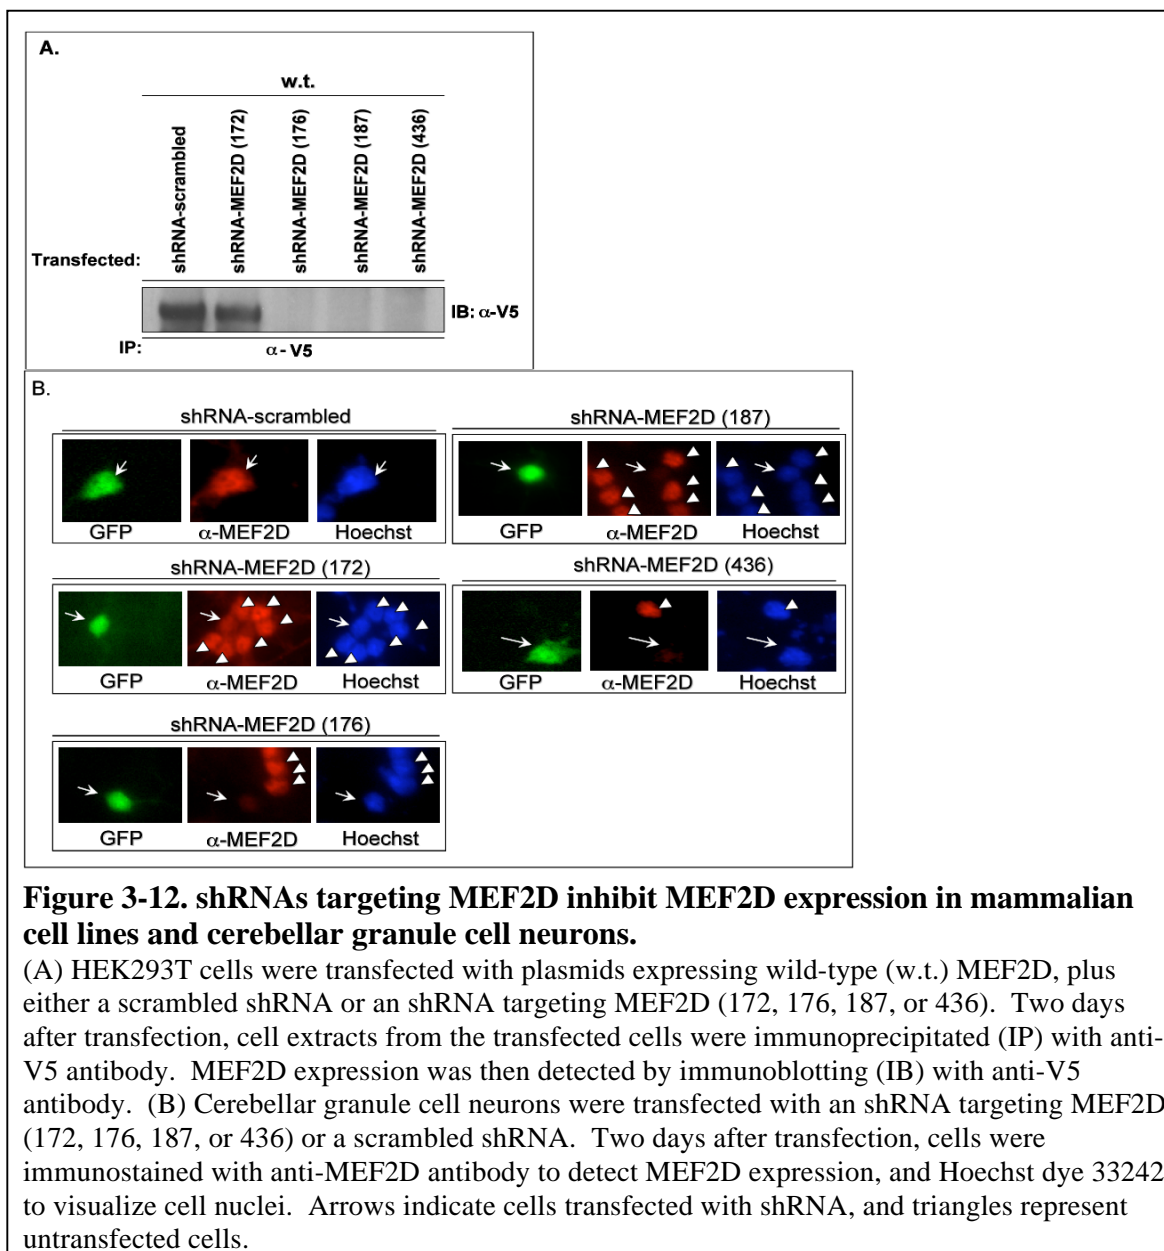 A.
w.t.
shRNA-scrambled
shRNA-MEF2D (172)
shRNA-MEF2D (176)
shRNA-MEF2D (187)
shRNA-MEF2D (436)
Transfected:
IB: α-V5
IP:
α - V5
B.
shRNA-scrambled
GFP α-MEF2D Hoechst
shRNA-MEF2D (187)
GFP α-MEF2D Hoechst
shRNA-MEF2D (172)
GFP α-MEF2D Hoechst
shRNA-MEF2D (436)
GFP α-MEF2D Hoechst
shRNA-MEF2D (176)
GFP α-MEF2D Hoechst
Figure 3-12. shRNAs targeting MEF2D inhibit MEF2D expression in mammalian
cell lines and cerebellar granule cell neurons.
(A) HEK293T cells were transfected with plasmids expressing wild-type (w.t.) MEF2D, plus
either a scrambled shRNA or an shRNA targeting MEF2D (172, 176, 187, or 436). Two days
after transfection, cell extracts from the transfected cells were immunoprecipitated (IP) with anti-
V5 antibody. MEF2D expression was then detected by immunoblotting (IB) with anti-V5
antibody. (B) Cerebellar granule cell neurons were transfected with an shRNA targeting MEF2D
(172, 176, 187, or 436) or a scrambled shRNA. Two days after transfection, cells were
immunostained with anti-MEF2D antibody to detect MEF2D expression, and Hoechst dye 33242
to visualize cell nuclei. Arrows indicate cells transfected with shRNA, and triangles represent
untransfected cells.